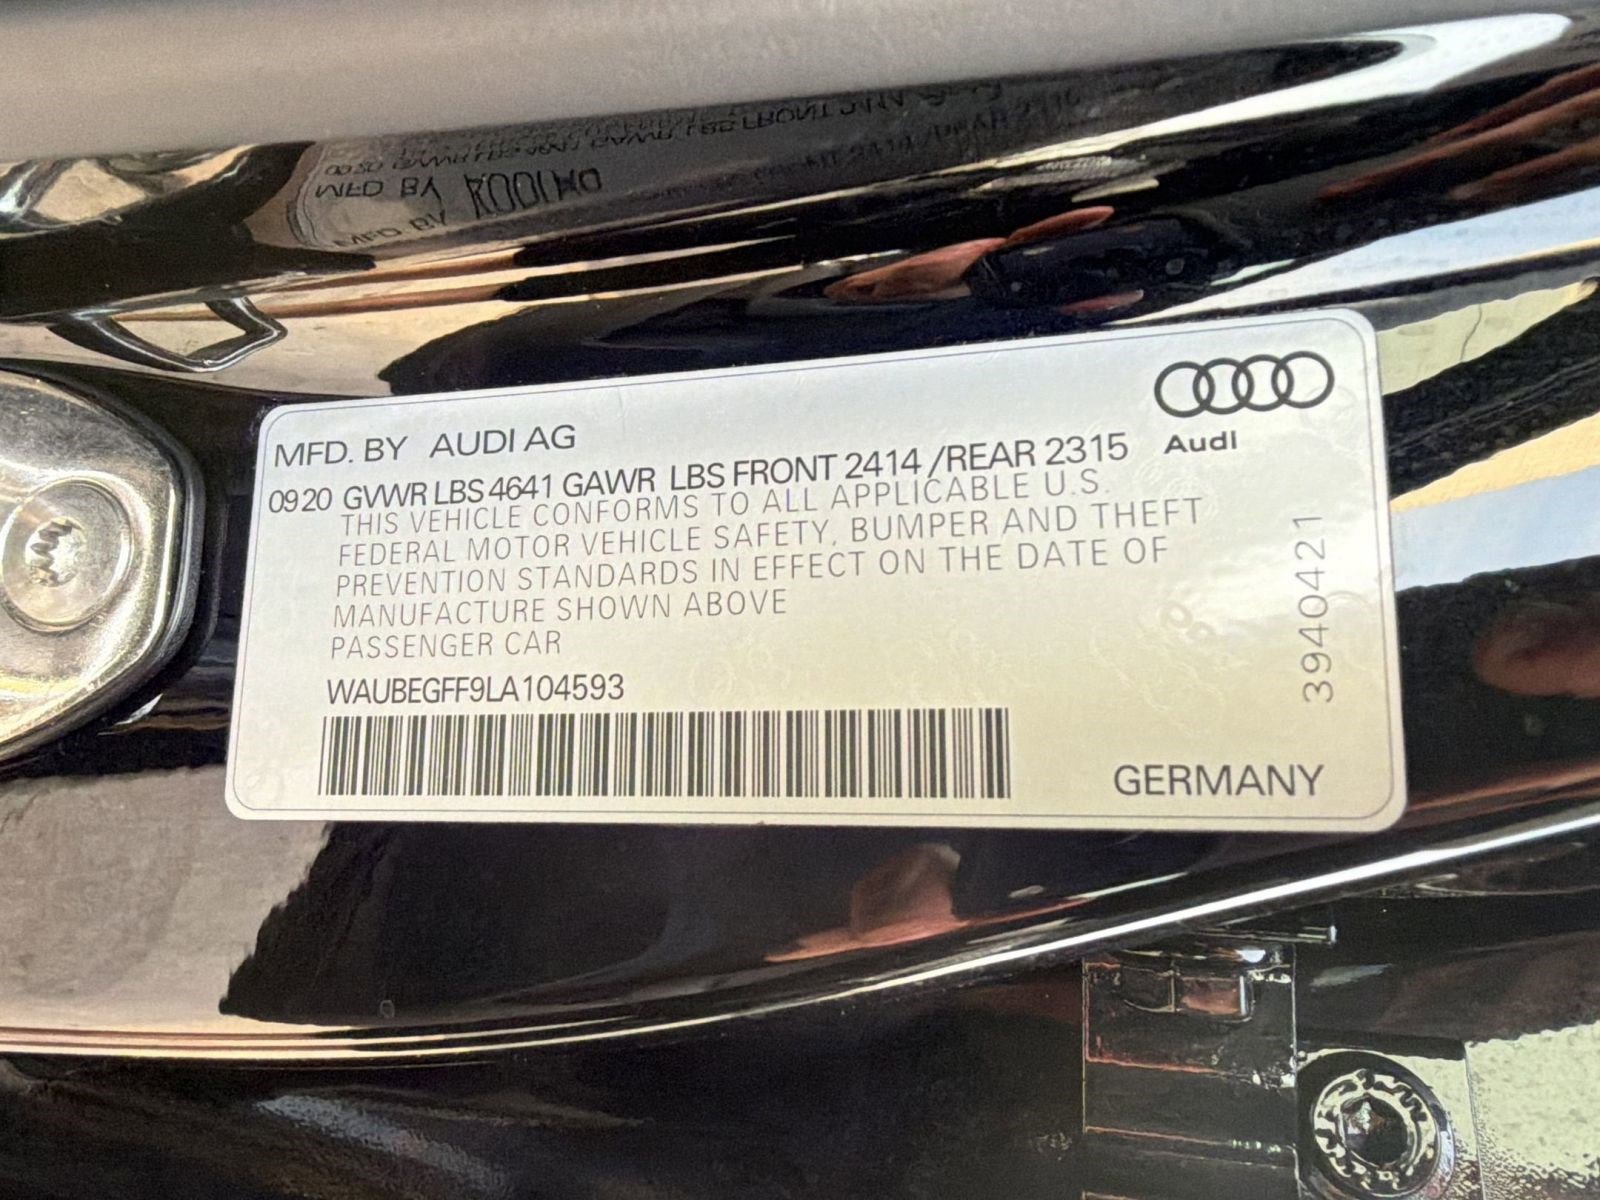 MFD. BY AUDI AG
0920 GVWR LBS 4641 GAWR LBS FRONT 2414 /REAR 2315
THIS VEHICLE CONFORMS TO ALL APPLICABLE U.S.
FEDERAL MOTOR VEHICLE SAFETY, BUMPER AND THEFT
PREVENTION STANDARDS IN EFFECT ON THE DATE OF
MANUFACTURE SHOWN ABOVE
PASSENGER CAR
WAUBEGFF9LA104593
Audi
3940421
GERMANY